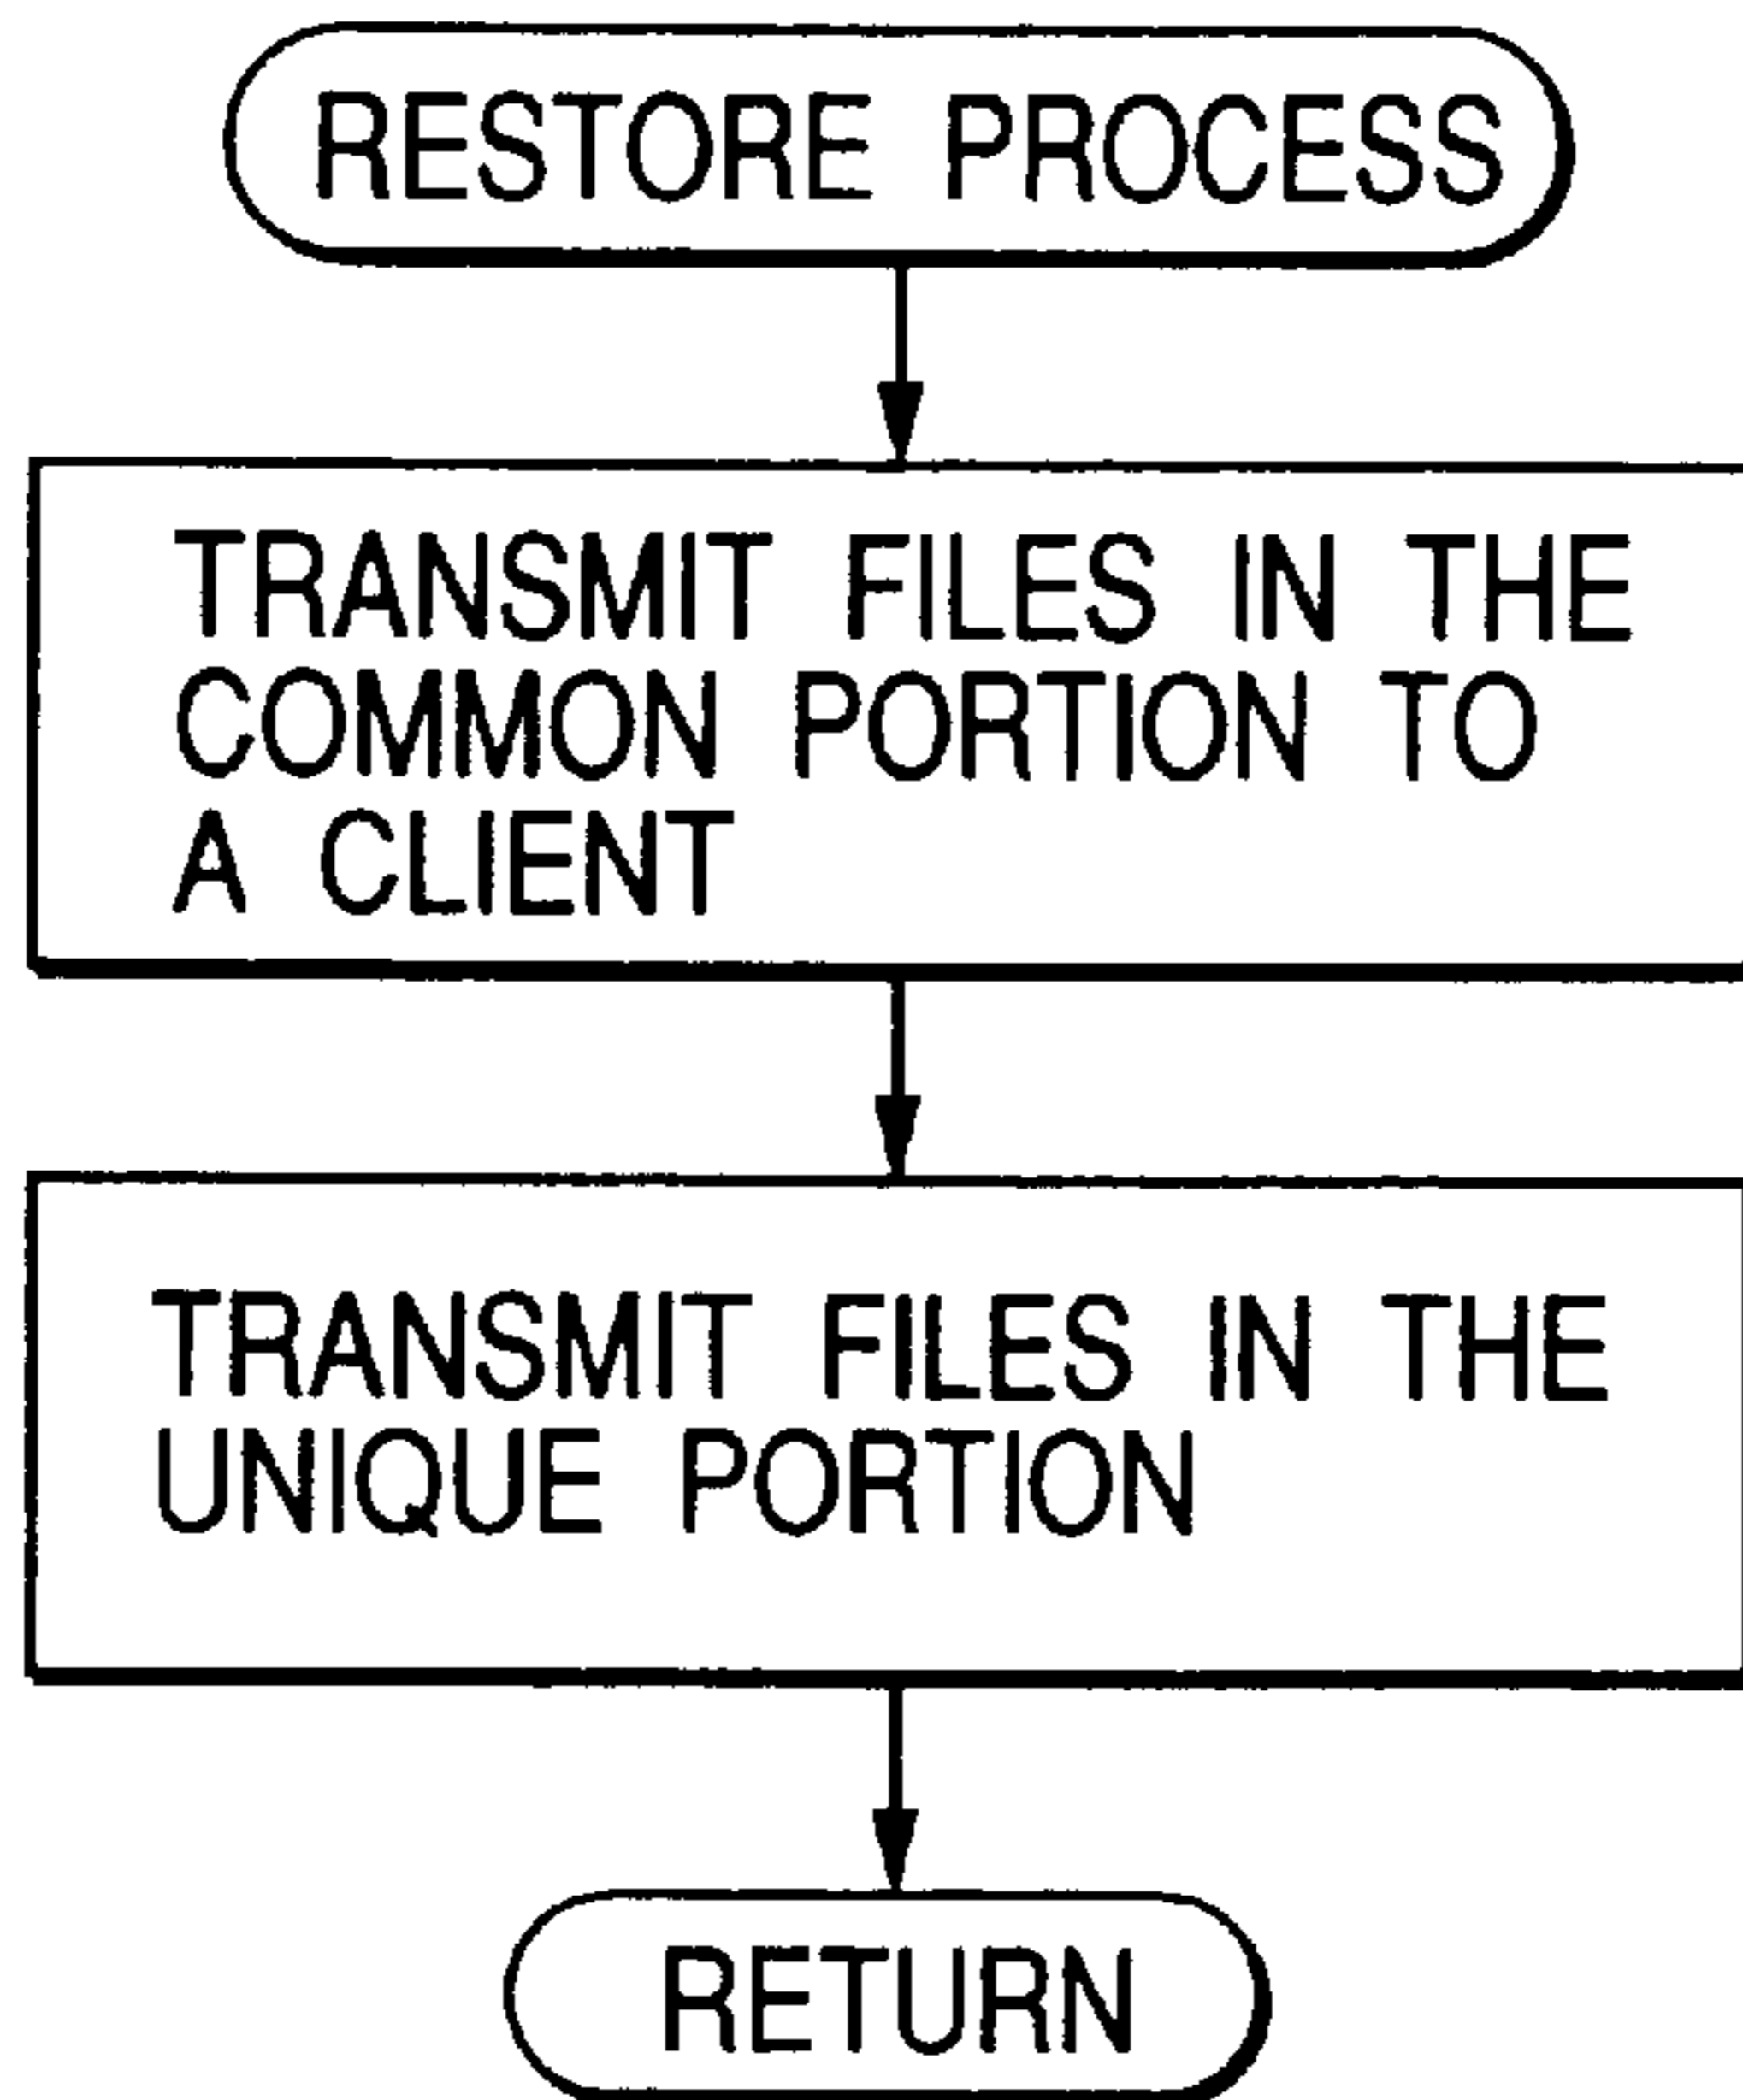 RESTORE PROCESS
TRANSMIT FILES IN THE
COMMON PORTION TO
A CLIENT
TRANSMIT FILES IN THE
UNIQUE PORTION
RETURN